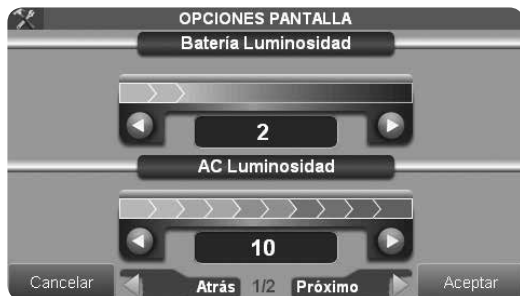 OPCIONES PANTALLA
Batería Luminosidad
2
AC Luminosidad
10
Cancelar Atrás 1/2 Próximo Aceptar